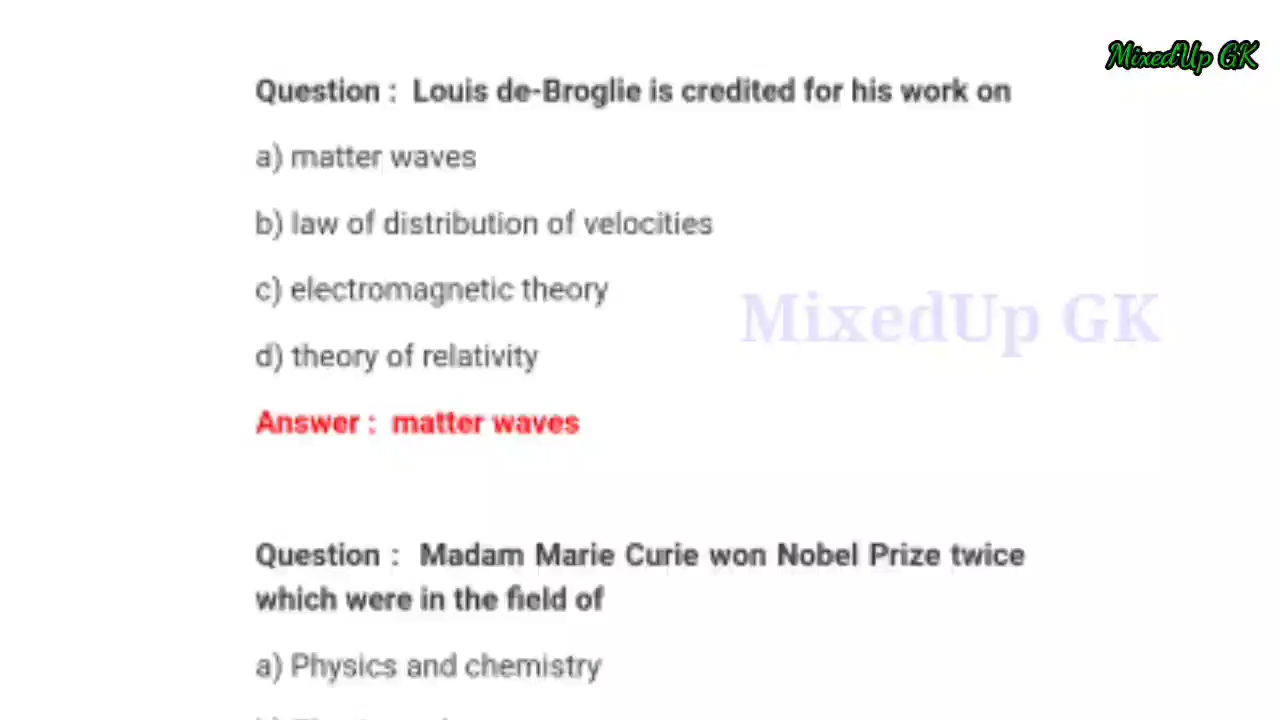 MixedUp GK
Question :  Louis de-Broglie is credited for his work on
a) matter waves
b) law of distribution of velocities
c) electromagnetic theory
MixedUp GK
d) theory of relativity
Answer :  matter waves
Question :  Madam Marie Curie won Nobel Prize twice
which were in the field of
a) Physics and chemistry